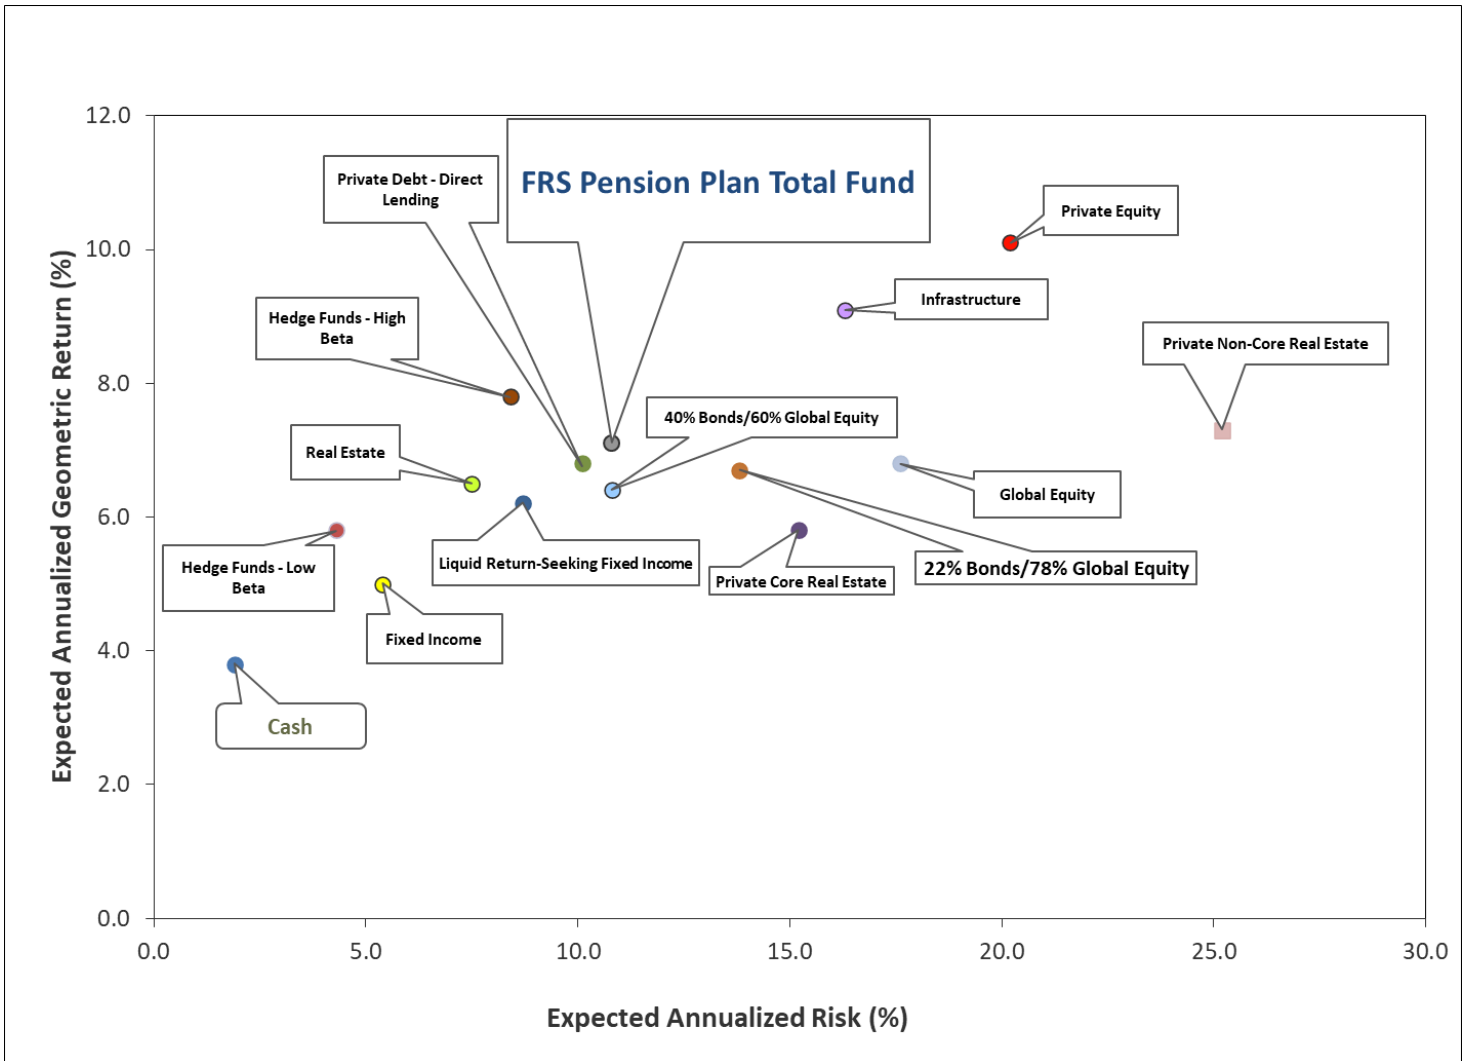 12.0
FRS Pension Plan Total Fund
Private Debt - Direct
Lending
Private Equity
10.0
Infrastructure
Hedge Funds - High
Beta
Private Non-Core Real Estate
8.0
40% Bonds/60% Global Equity
Real Estate
Global Equity
6.0
Liquid Return-Seeking Fixed Income
Hedge Funds - Low
Beta
22% Bonds/78% Global Equity
Private Core Real Estate
Fixed Income
4.0
Cash
2.0
0.0
Expected Annualized Geometric Return (%)
0.0
5.0
10.0
15.0
20.0
25.0
30.0
Expected Annualized Risk (%)